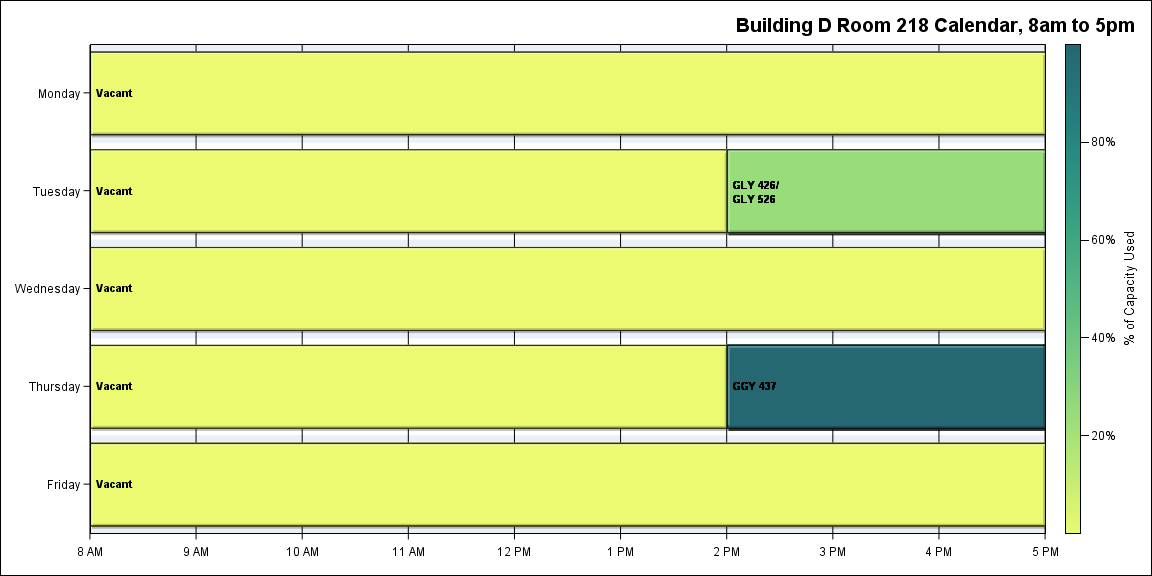 Building D Room 218 Calendar, 8am to 5pm
Monday
Vacant
Tuesday
Vacant
GLY 426/
GLY 526
Wednesday
Vacant
Thursday
Vacant
GGY 437
Friday
Vacant
8 AM
9 AM
10 AM
11 AM
12 PM
1 PM
2 PM
3 PM
4 PM
5 PM
80%
60%
40%
20%
% of Capacity Used